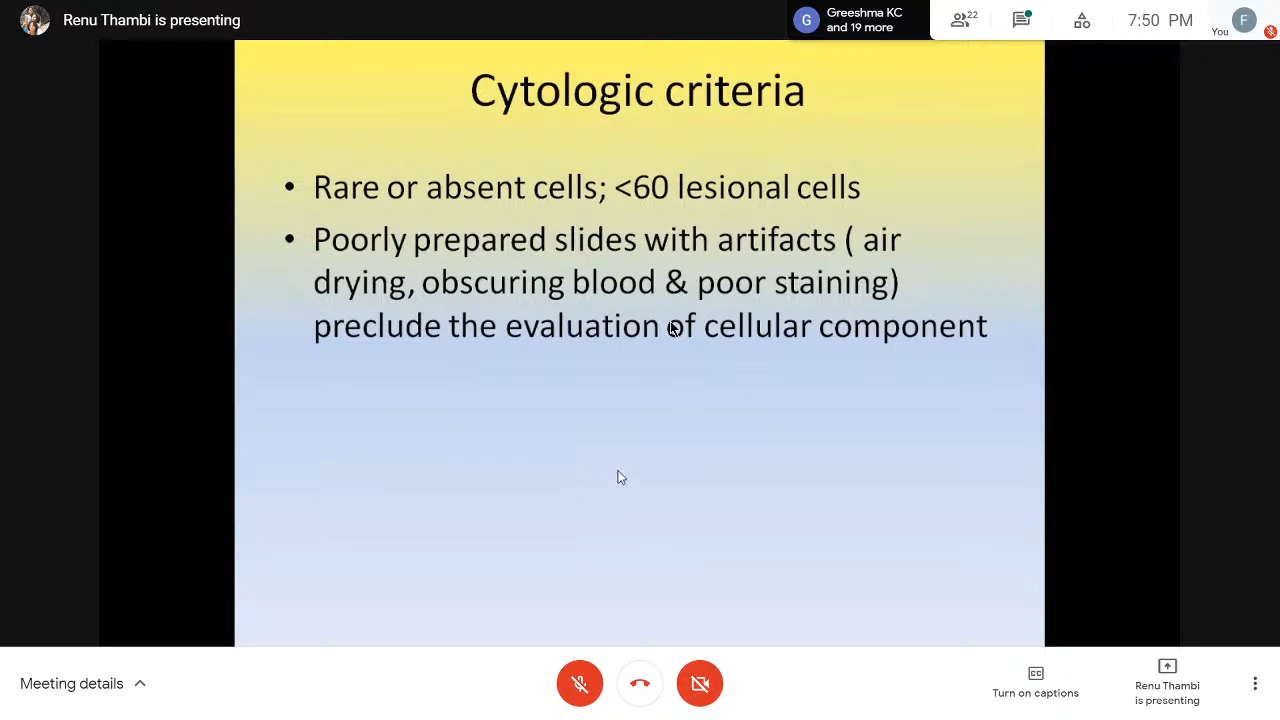 Renu Thambi is presenting
G
Greeshma KC
and 19 more
22
7:50 PM
You
F
Cytologic criteria
• Rare or absent cells; <60 lesional cells
• Poorly prepared slides with artifacts ( air
drying, obscuring blood & poor staining)
preclude the evaluation of cellular component
Meeting details
CC
Turn on captions
Renu Thambi
is presenting